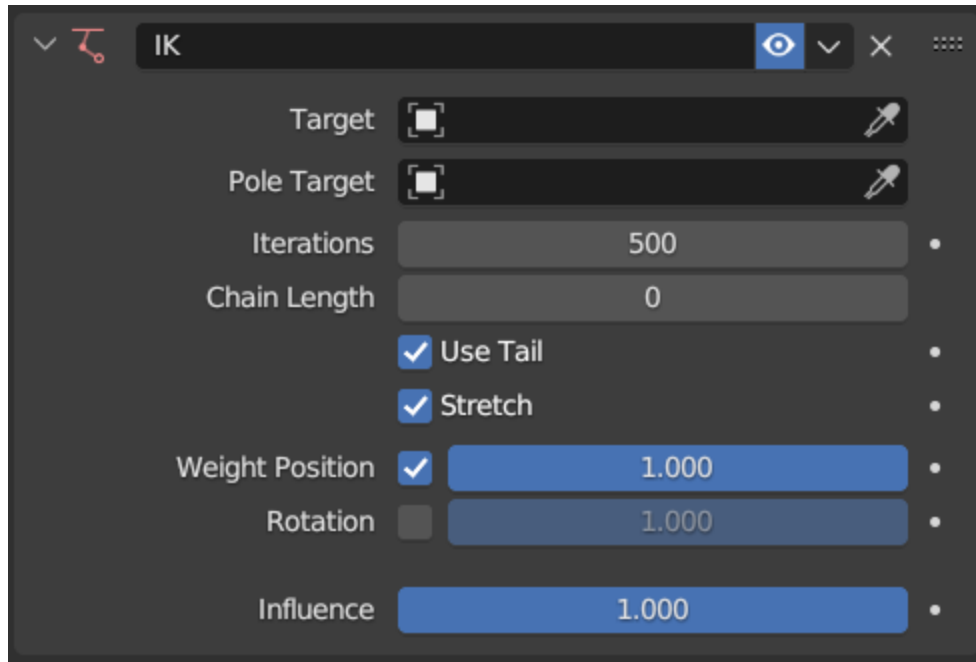 IK
Target
Pole Target
Iterations 500
Chain Length 0
Use Tail
Stretch
Weight Position 1.000
Rotation 1.000
Influence 1.000